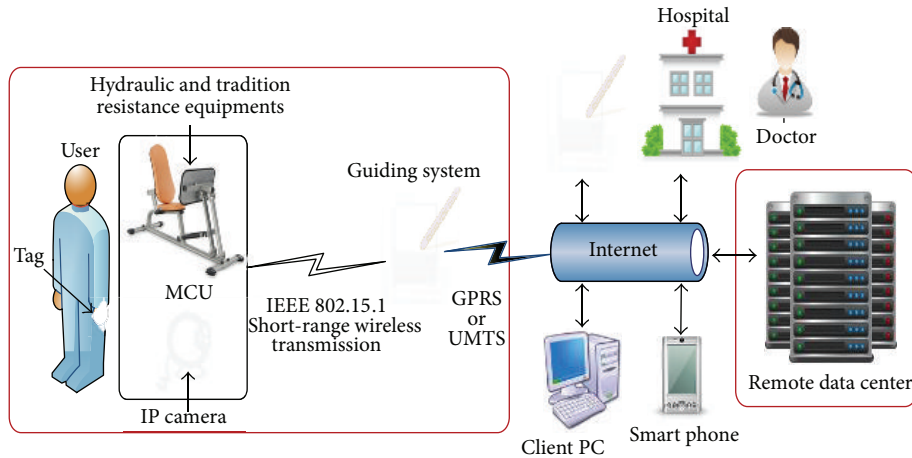 Hospital
Hydraulic and tradition
resistance equipments
Doctor
User
Guiding system
Tag
Internet
MCU
IEEE 802.15.1
Short-range wireless
transmission
GPRS
or
UMTS
IP camera
Client PC
Smart phone
Remote data center